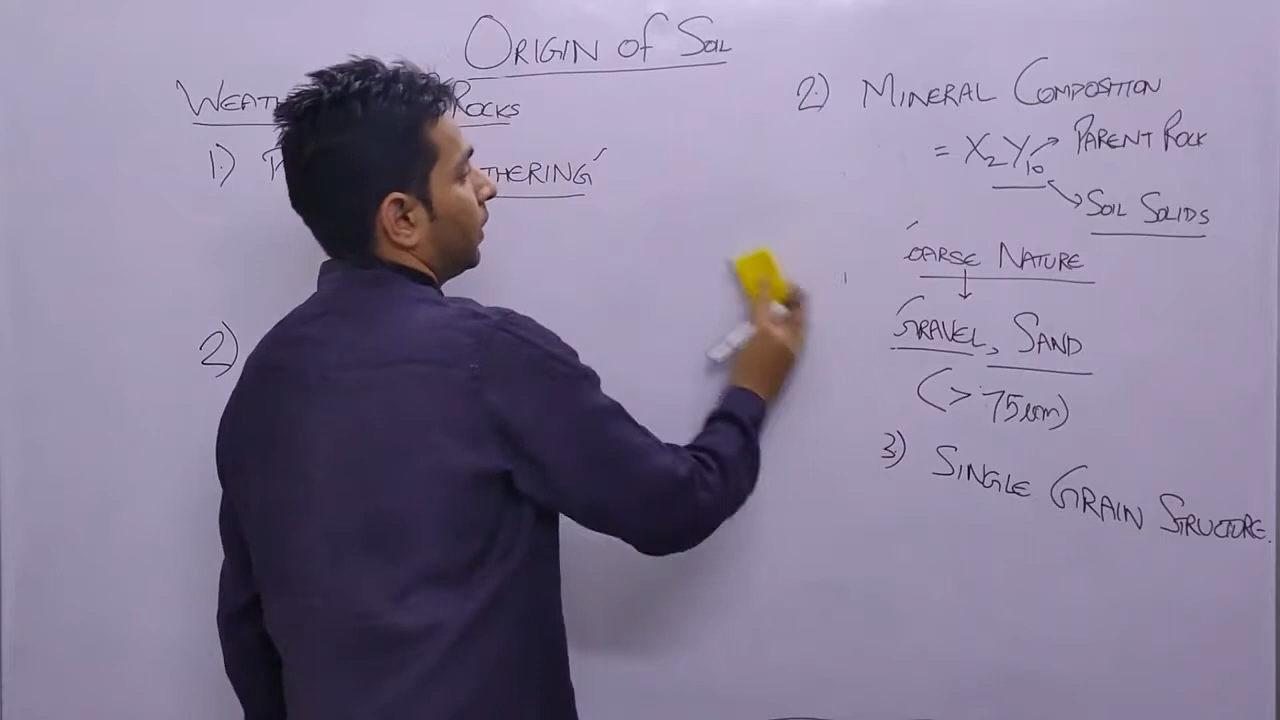 ORIGIN OF SOIL
WEATH ROCKS
1.) P THERING
2)
2.) MINERAL COMPOSITION
= X2Y10 → PARENT ROCK
→ SOIL SOLIDS
OARSE NATURE
↓
GRAVEL, SAND
(> 75um)
3) SINGLE GRAIN STRUCTURE.